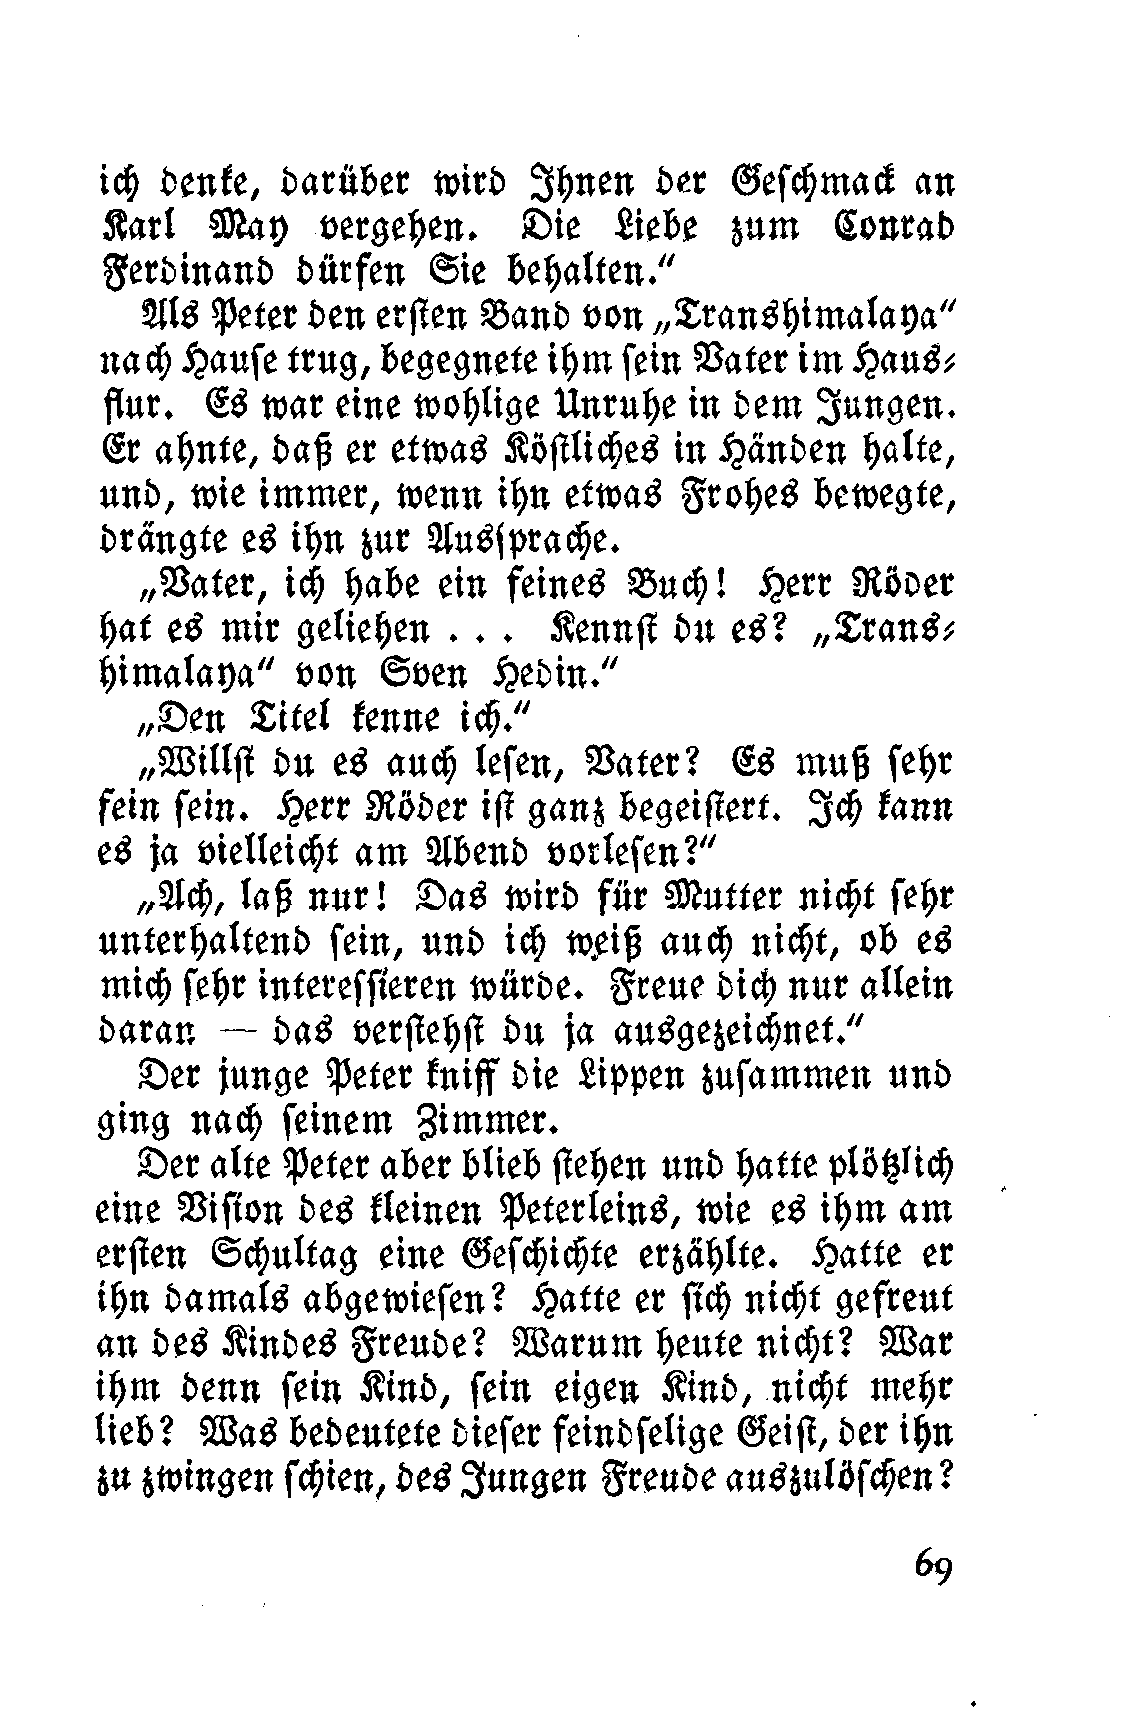 ich denke, darüber wird Ihnen der Geschmack an
Karl May vergehen. Die Liebe zum Conrad
Ferdinand dürfen Sie behalten.“
Als Peter den ersten Band von „Transhimalaya“
nach Hause trug, begegnete ihm sein Vater im Haus-
flur. Es war eine wohlige Unruhe in dem Jungen.
Er ahnte, daß er etwas Köstliches in Händen halte,
und, wie immer, wenn ihn etwas Frohes bewegte,
drängte es ihn zur Aussprache.
„Vater, ich habe ein feines Buch! Herr Röder
hat es mir geliehen . . . Kennst du es? „Trans-
himalaya“ von Sven Hedin.“
„Den Titel kenne ich.“
„Willst du es auch lesen, Vater? Es muß sehr
fein sein. Herr Röder ist ganz begeistert. Ich kann
es ja vielleicht am Abend vorlesen?“
„Ach, laß nur! Das wird für Mutter nicht sehr
unterhaltend sein, und ich weiß auch nicht, ob es
mich sehr interessieren würde. Freue dich nur allein
daran — das verstehst du ja ausgezeichnet.“
Der junge Peter kniff die Lippen zusammen und
ging nach seinem Zimmer.
Der alte Peter aber blieb stehen und hatte plötzlich
eine Vision des kleinen Peterleins, wie es ihm am
ersten Schultag eine Geschichte erzählte. Hatte er
ihn damals abgewiesen? Hatte er sich nicht gefreut
an des Kindes Freude? Warum heute nicht? War
ihm denn sein Kind, sein eigen Kind, nicht mehr
lieb? Was bedeutete dieser feindselige Geist, der ihn
zu zwingen schien, des Jungen Freude auszulöschen?
69